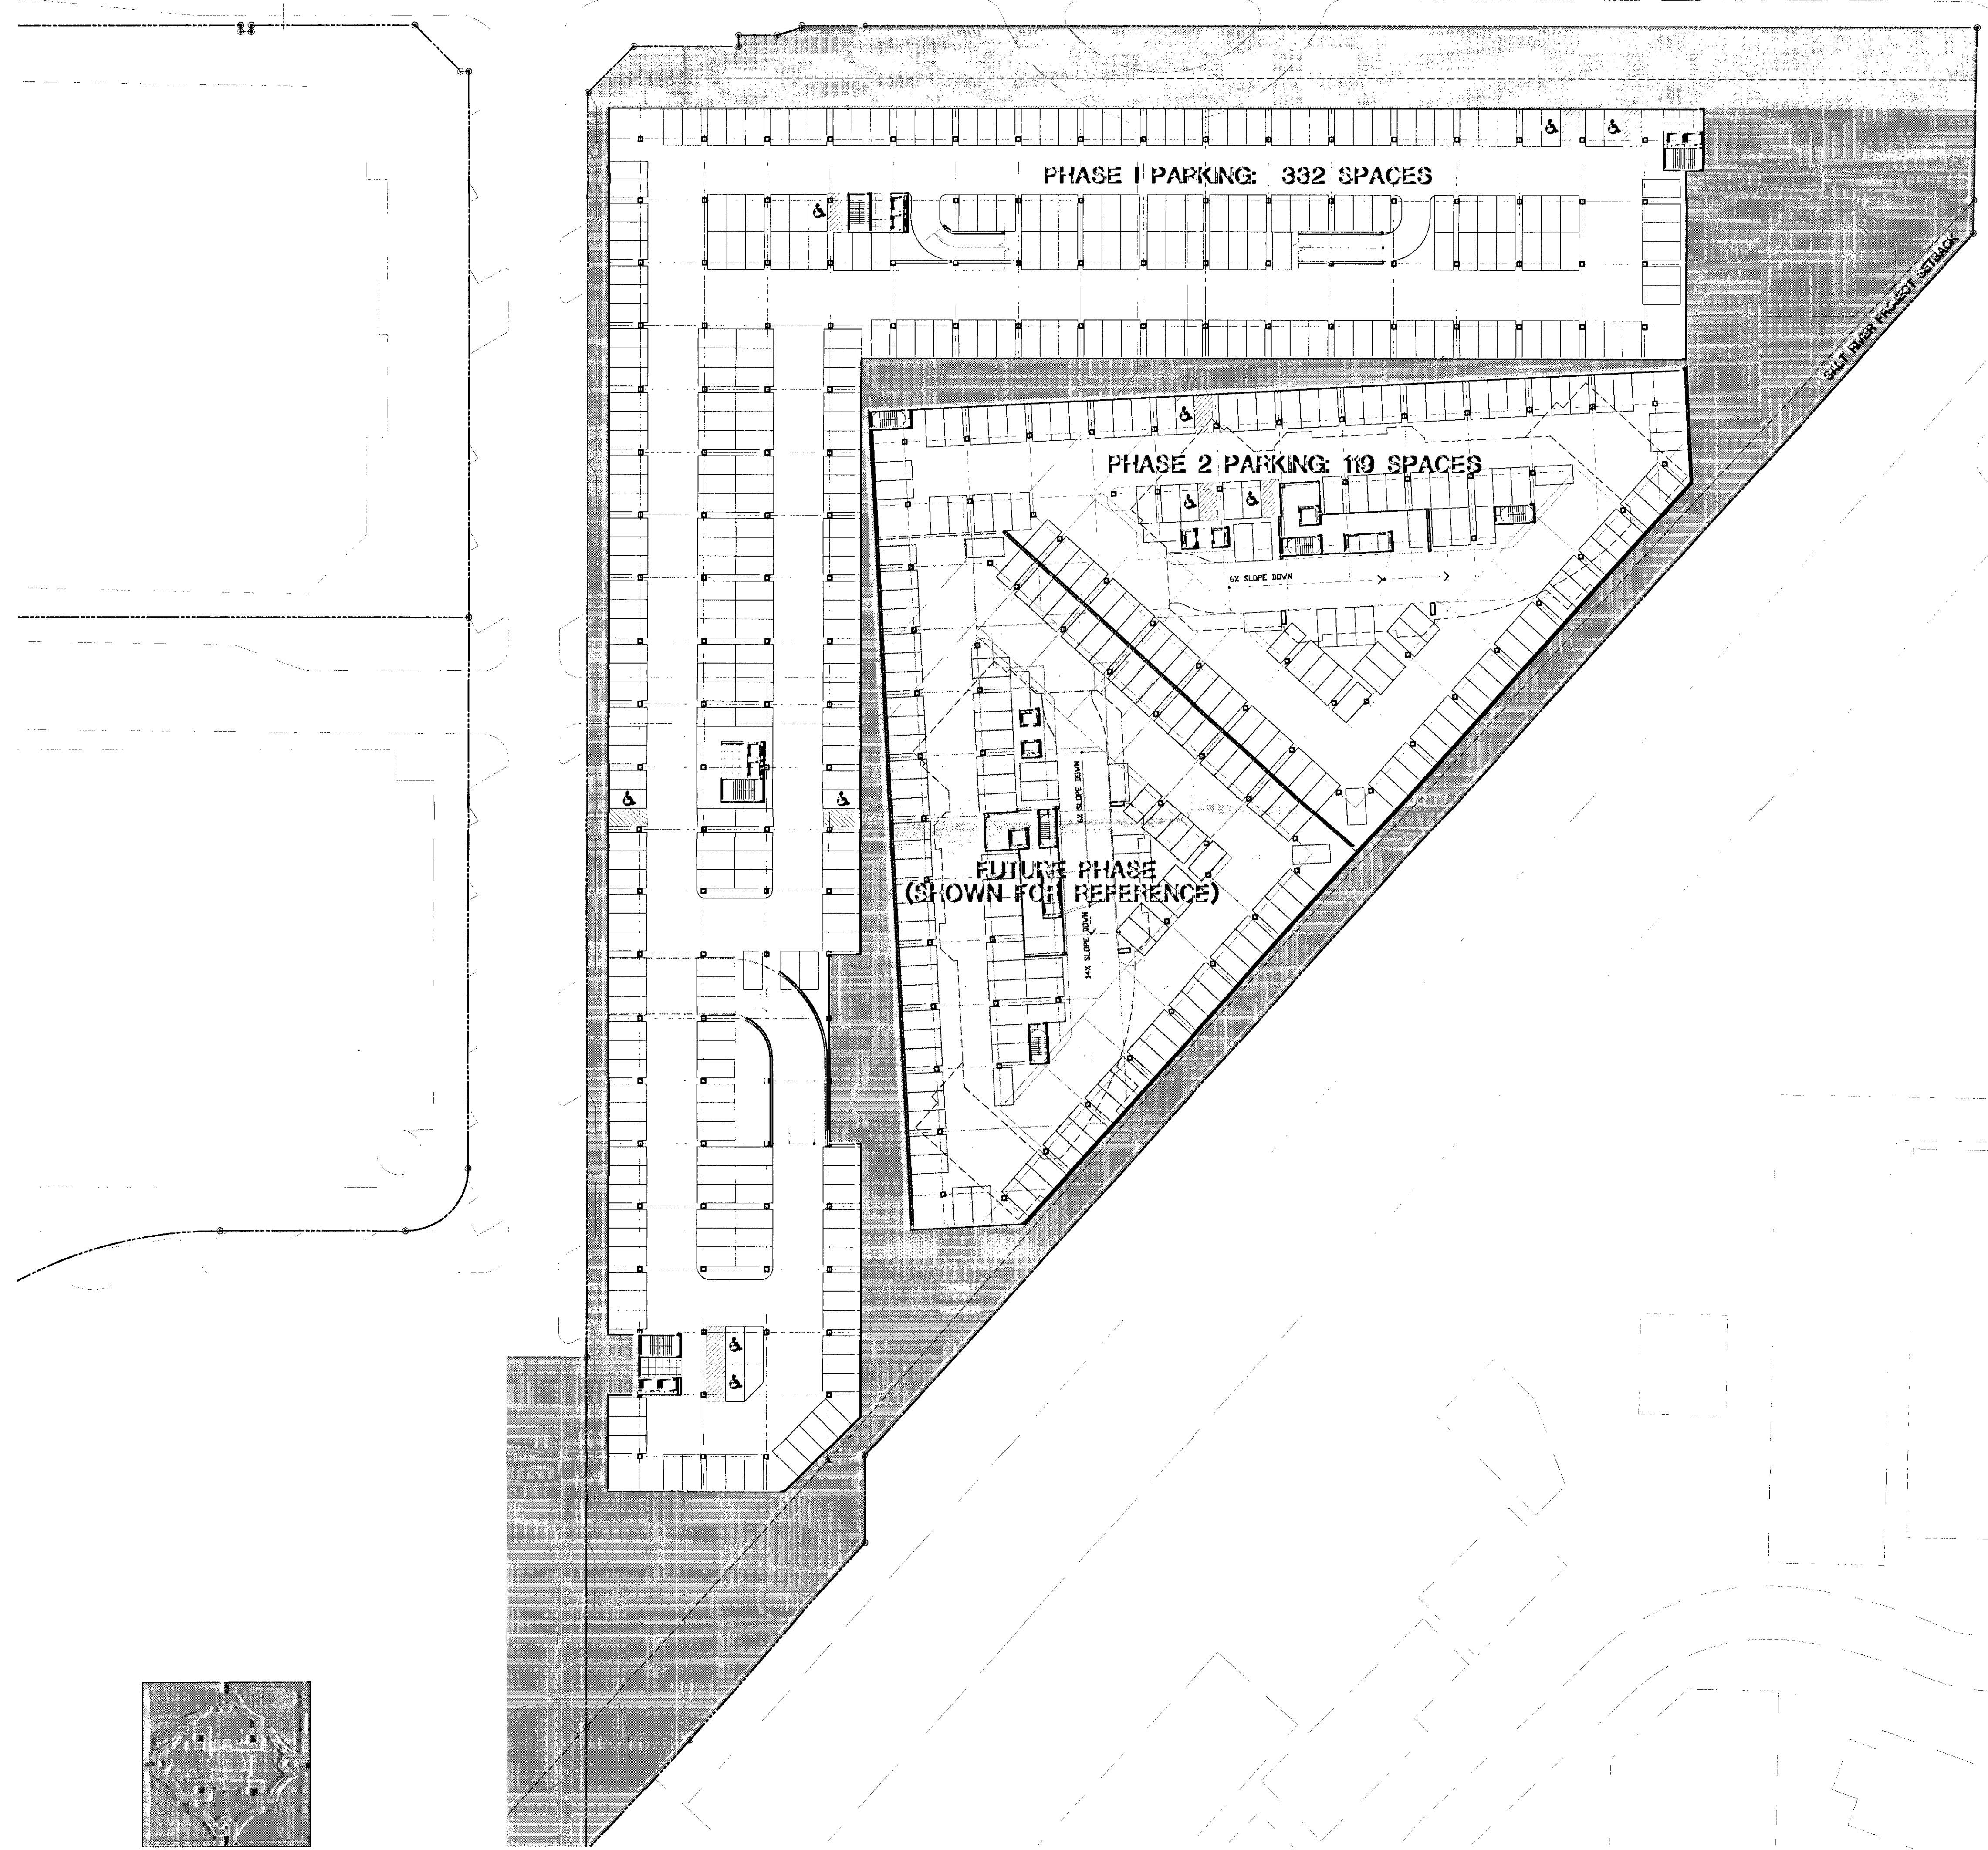 PHASE 1 PARKING: 332 SPACES
SALT RIVER PROJECT SETBACK
PHASE 2 PARKING: 119 SPACES
6% SLOPE DOWN
6% SLOPE DOWN
FUTURE PHASE
(SHOWN FOR REFERENCE)
14% SLOPE DOWN